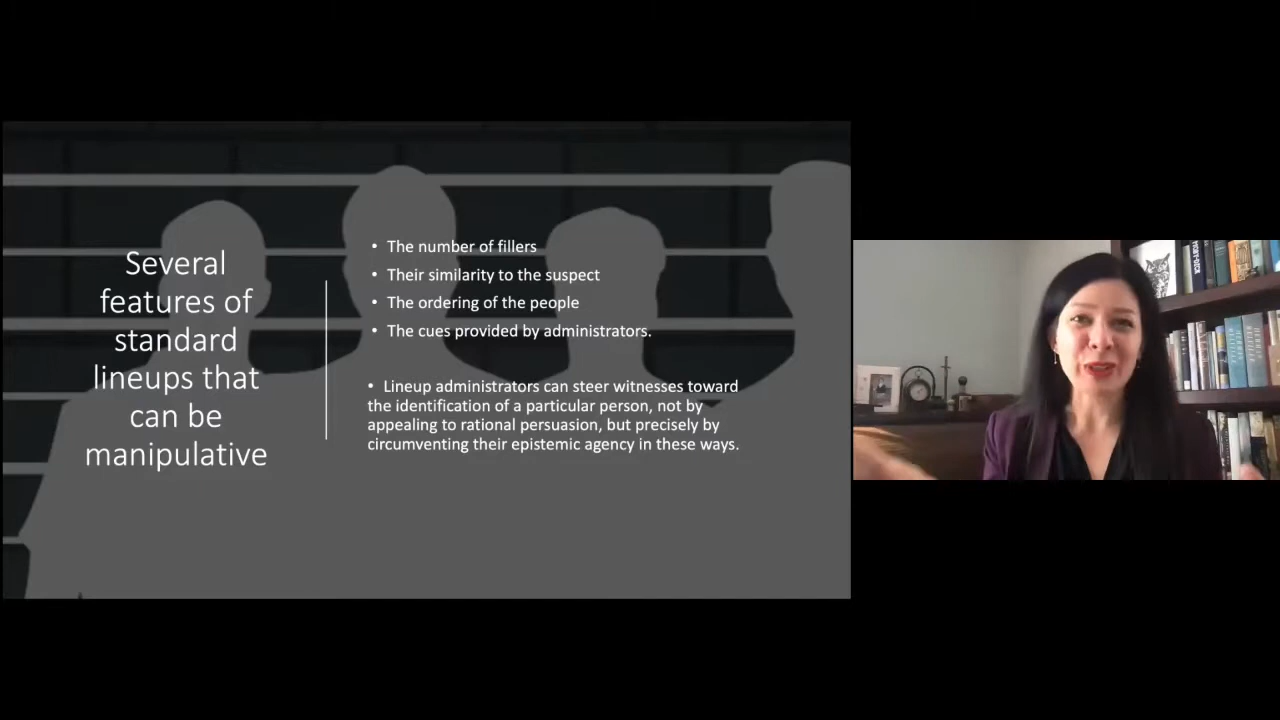 Several
features of
standard
lineups that
can be
manipulative
• The number of fillers
• Their similarity to the suspect
• The ordering of the people
• The cues provided by administrators.
• Lineup administrators can steer witnesses toward
the identification of a particular person, not by
appealing to rational persuasion, but precisely by
circumventing their epistemic agency in these ways.